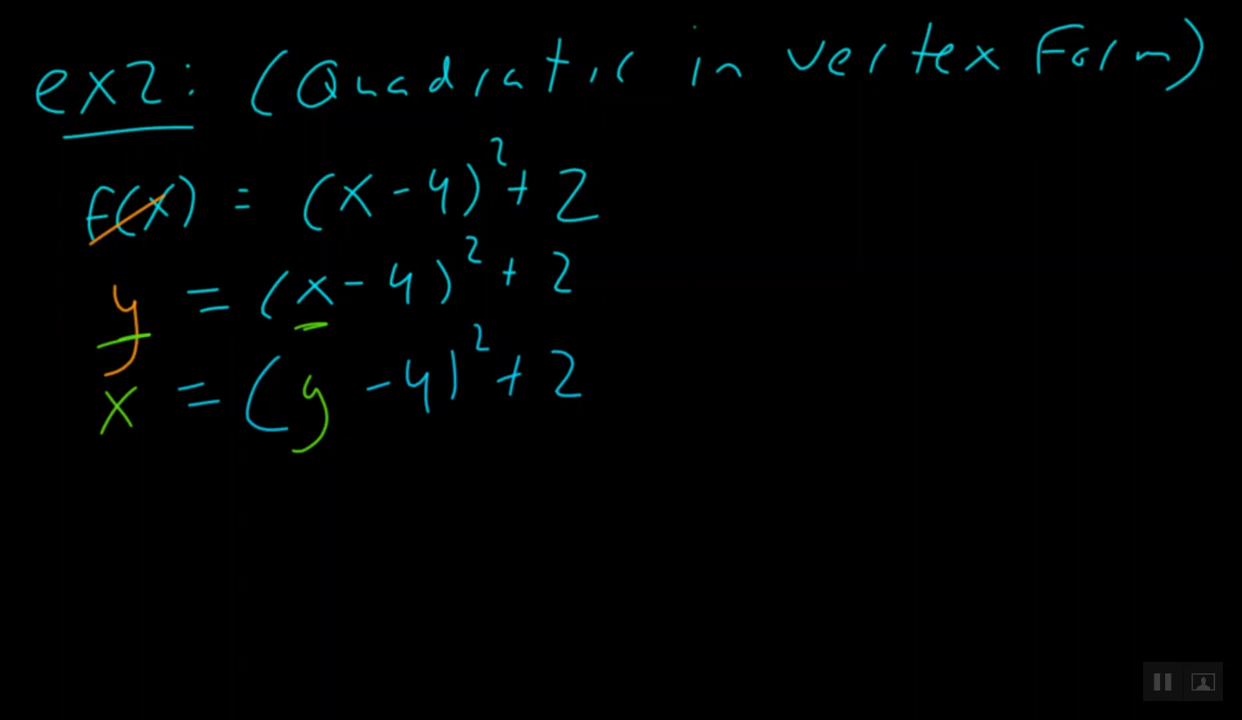 ex2: (Quadratic in vertex Form)
f(x) = (x-4)² + 2
y = (x-4)² + 2
x = (y-4)² + 2